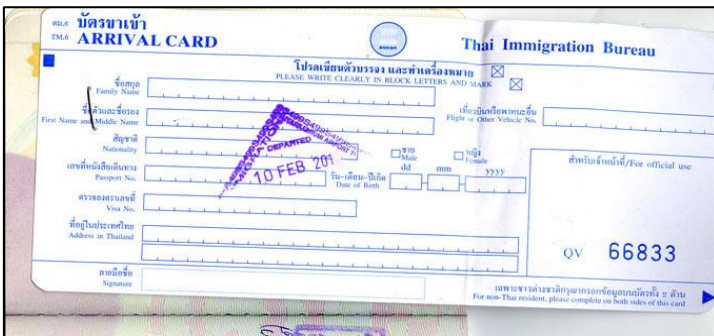 ตม.6 บัตรขาเข้า
TM.6 ARRIVAL CARD
asean
Thai Immigration Bureau
โปรดเขียนตัวบรรจง และทำเครื่องหมาย
PLEASE WRITE CLEARLY IN BLOCK LETTERS AND MARK
ชื่อสกุล
Family Name
ชื่อตัวและชื่อรอง
First Name and Middle Name
เที่ยวบินหรือพาหนะอื่น
Flight or Other Vehicle No.
สัญชาติ
Nationality
ชาย
Male
หญิง
Female
DEPARTED
10 FEB 201
เลขที่หนังสือเดินทาง
Passport No.
วัน-เดือน-ปีเกิด
Date of Birth
dd mm yyyy
สำหรับเจ้าหน้าที่/For official use
ตรวจลงตราเลขที่
Visa No.
ที่อยู่ในประเทศไทย
Address in Thailand
QV 66833
ลายมือชื่อ
Signature
เฉพาะชาวต่างชาติกรุณากรอกข้อมูลบนบัตรทั้ง 2 ด้าน
For non-Thai resident, please complete on both sides of this card